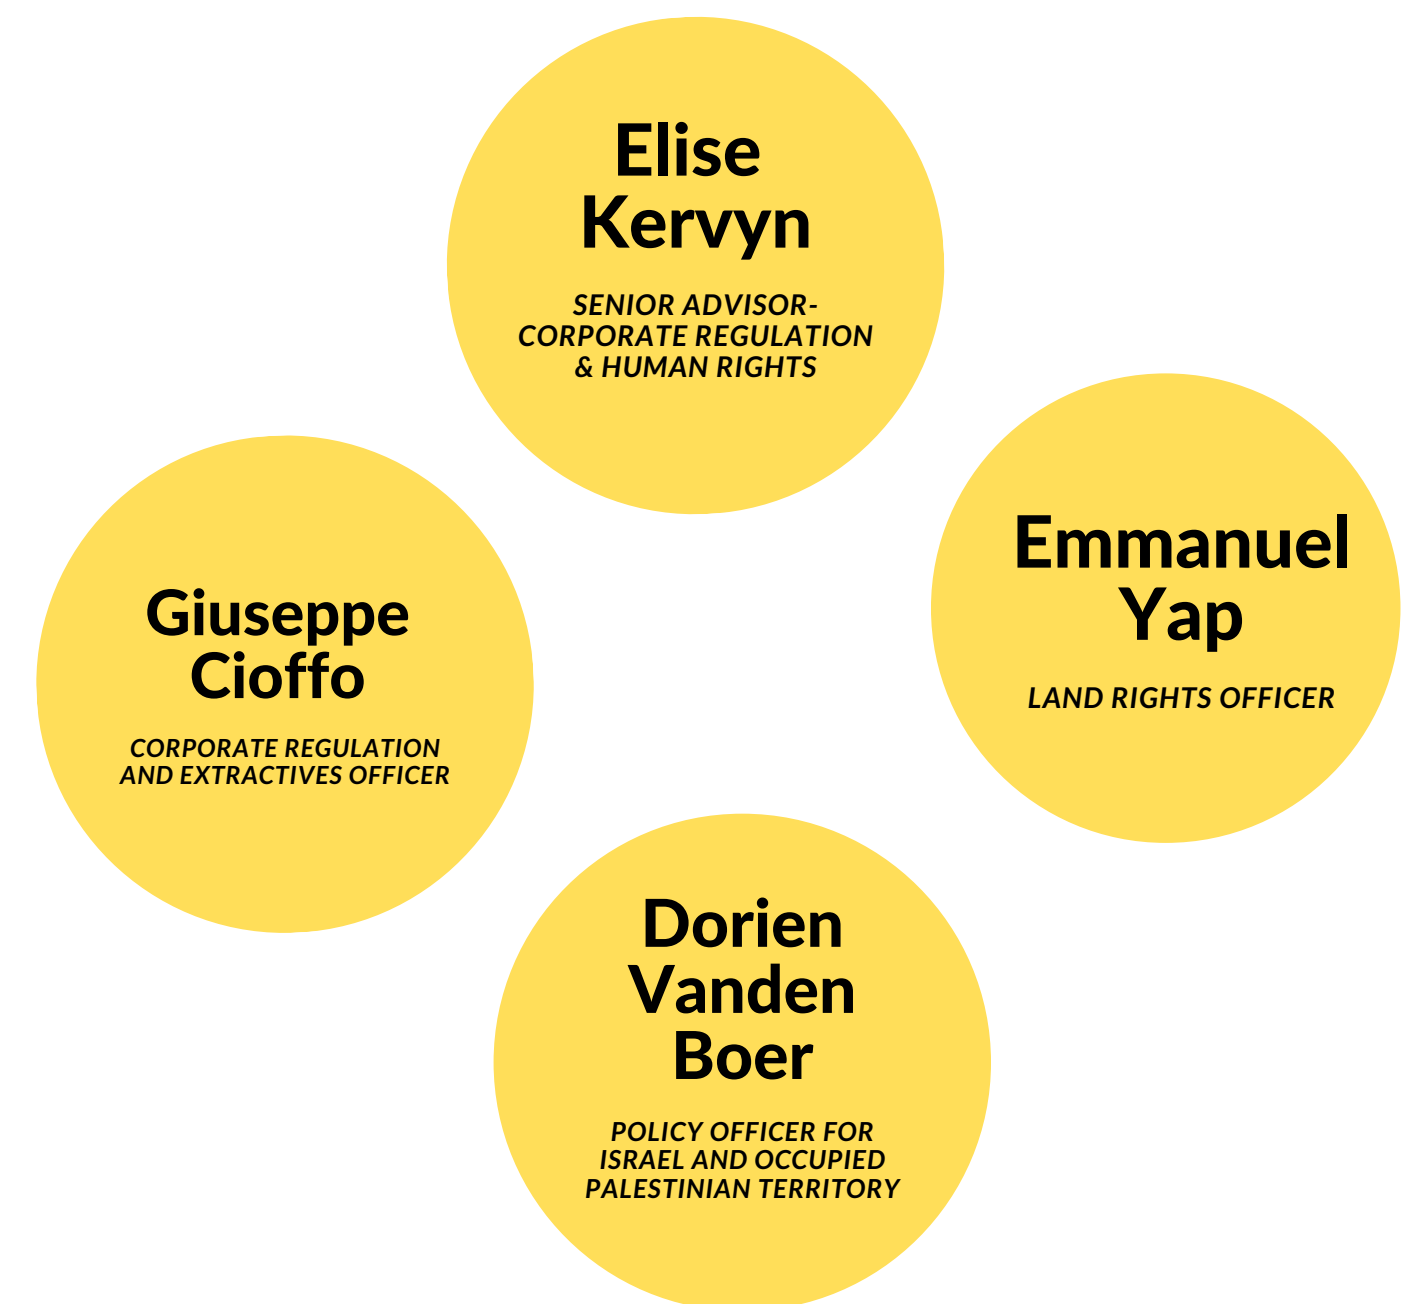 Elise
Kervyn
SENIOR ADVISOR-
CORPORATE REGULATION
& HUMAN RIGHTS
Emmanuel
Yap
LAND RIGHTS OFFICER
Giuseppe
Cioffo
CORPORATE REGULATION
AND EXTRACTIVES OFFICER
Dorien
Vanden
Boer
POLICY OFFICER FOR
ISRAEL AND OCCUPIED
PALESTINIAN TERRITORY